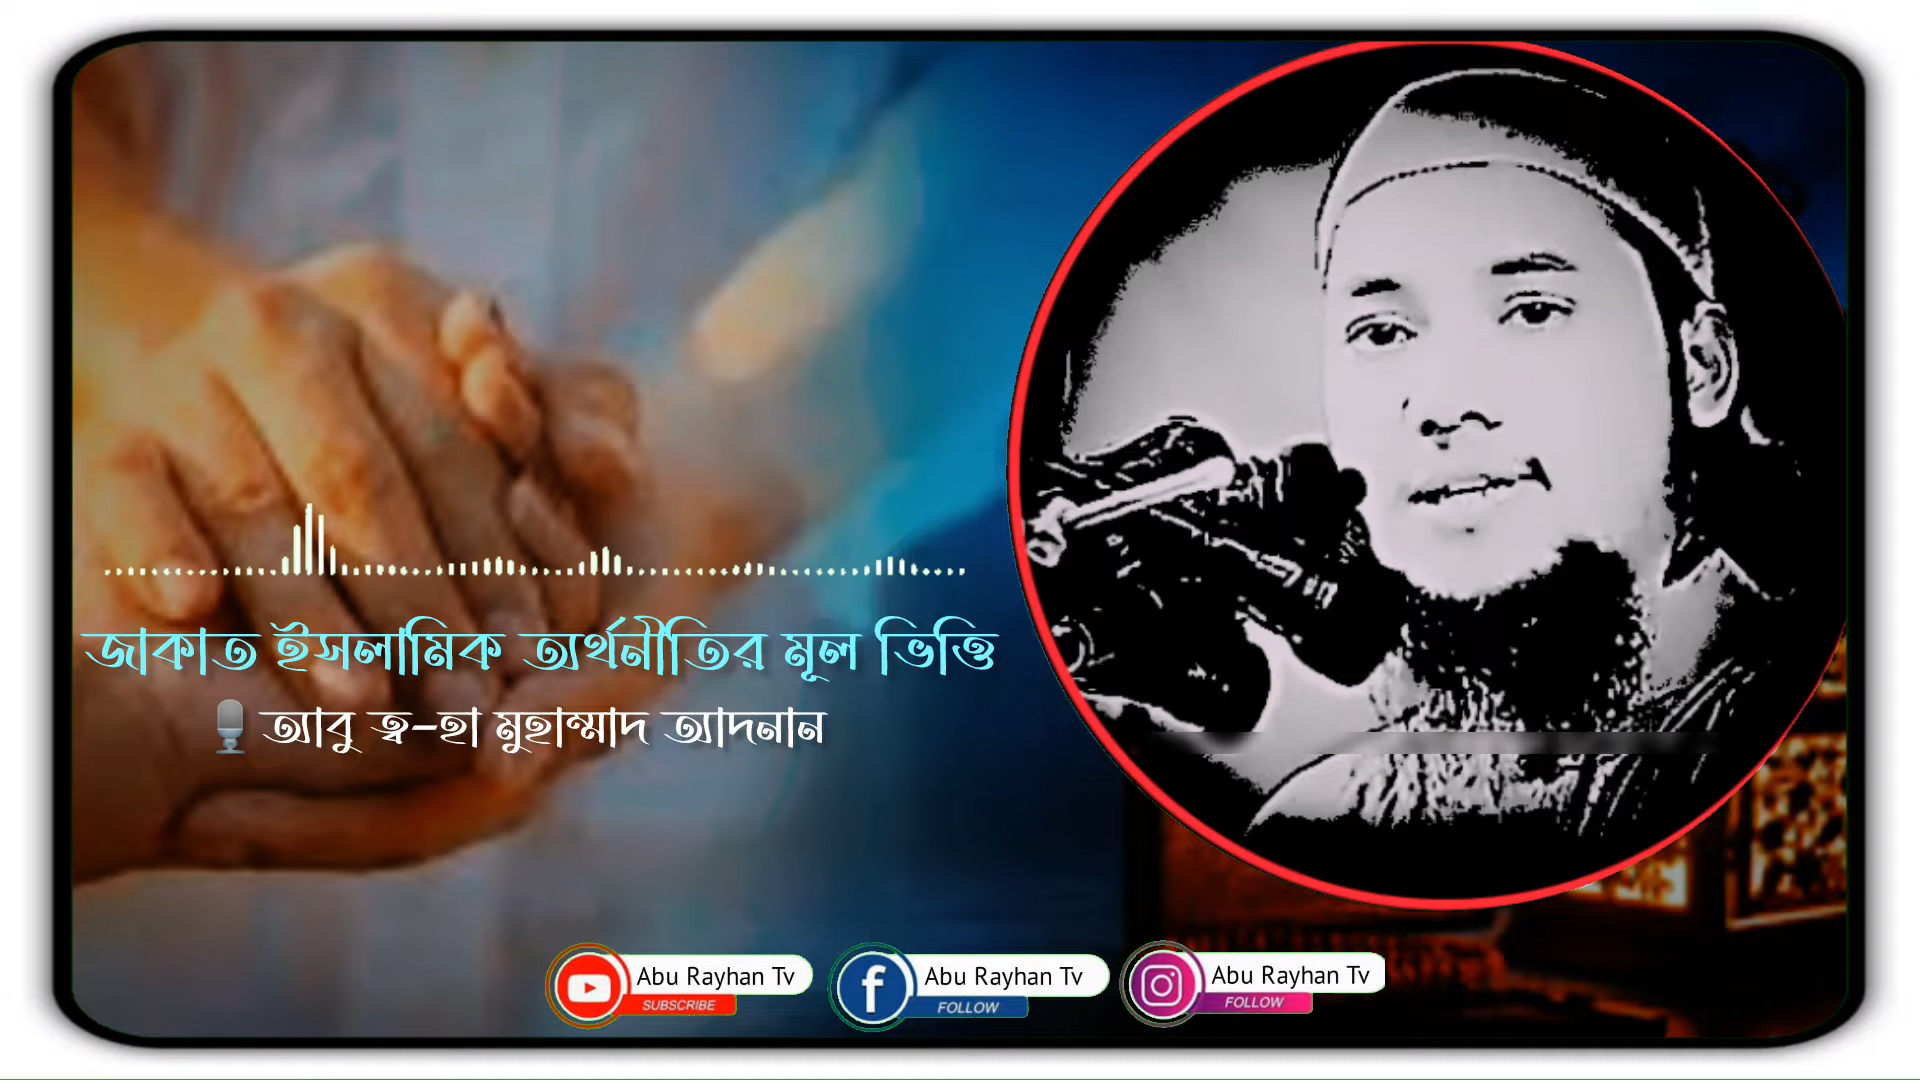 জাকাত ইসলামিক অর্থনীতির মূল ভিত্তি
আবু ত্ব-হা মুহাম্মাদ আদনান
Abu Rayhan Tv
SUBSCRIBE
Abu Rayhan Tv
FOLLOW
Abu Rayhan Tv
FOLLOW